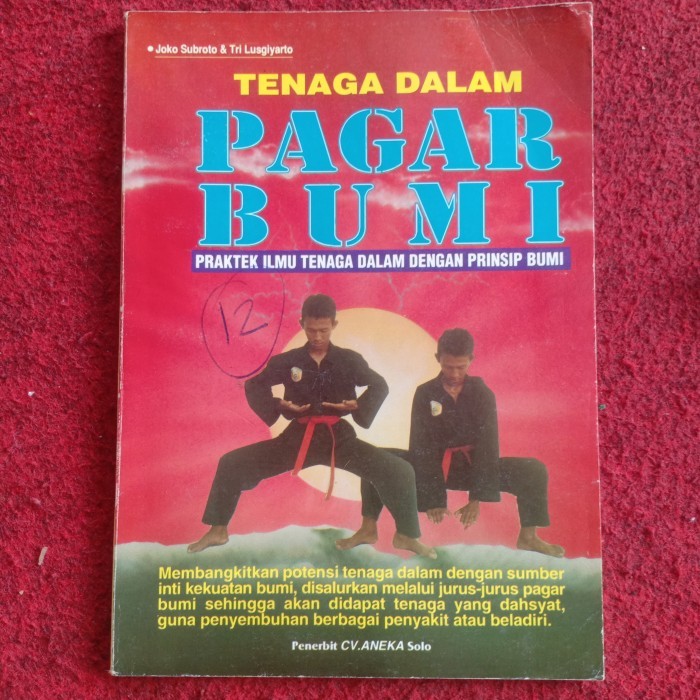 • Joko Subroto & Tri Lusgiyarto
TENAGA DALAM
PAGAR
BUMI
PRAKTEK ILMU TENAGA DALAM DENGAN PRINSIP BUMI
12
Membangkitkan potensi tenaga dalam dengan sumber
inti kekuatan bumi, disalurkan melalui jurus-jurus pagar
bumi sehingga akan didapat tenaga yang dahsyat,
guna penyembuhan berbagai penyakit atau beladiri.
Penerbit CV.ANEKA Solo